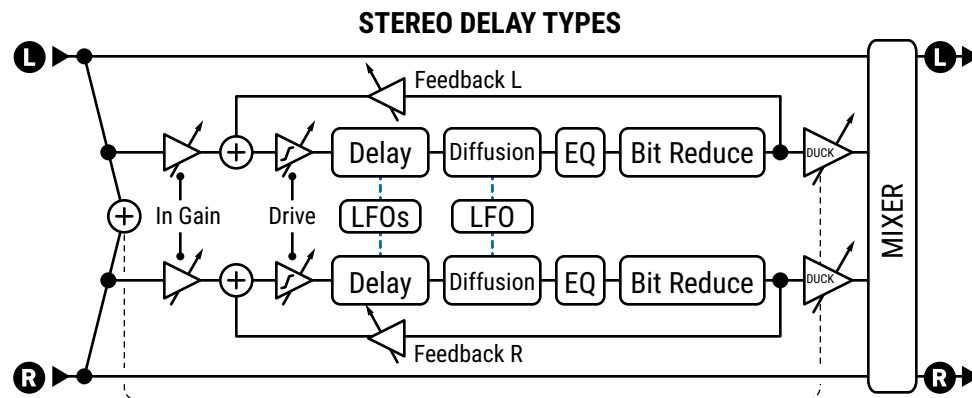 STEREO DELAY TYPES
L
L
Feedback L
Delay
Diffusion
EQ
Bit Reduce
DUCK
In Gain
Drive
LFOs
LFO
MIXER
Delay
Diffusion
EQ
Bit Reduce
DUCK
Feedback R
R
R